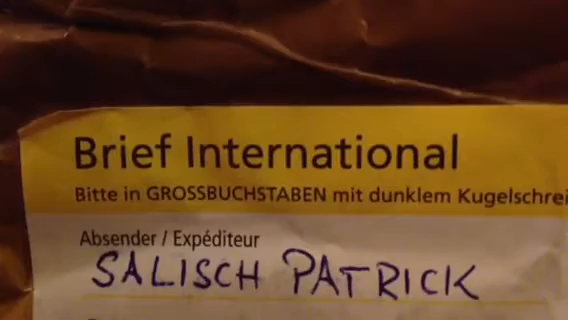 Brief International
Bitte in GROSSBUCHSTABEN mit dunklem Kugelschrei
Absender / Expéditeur
SALISCH PATRICK